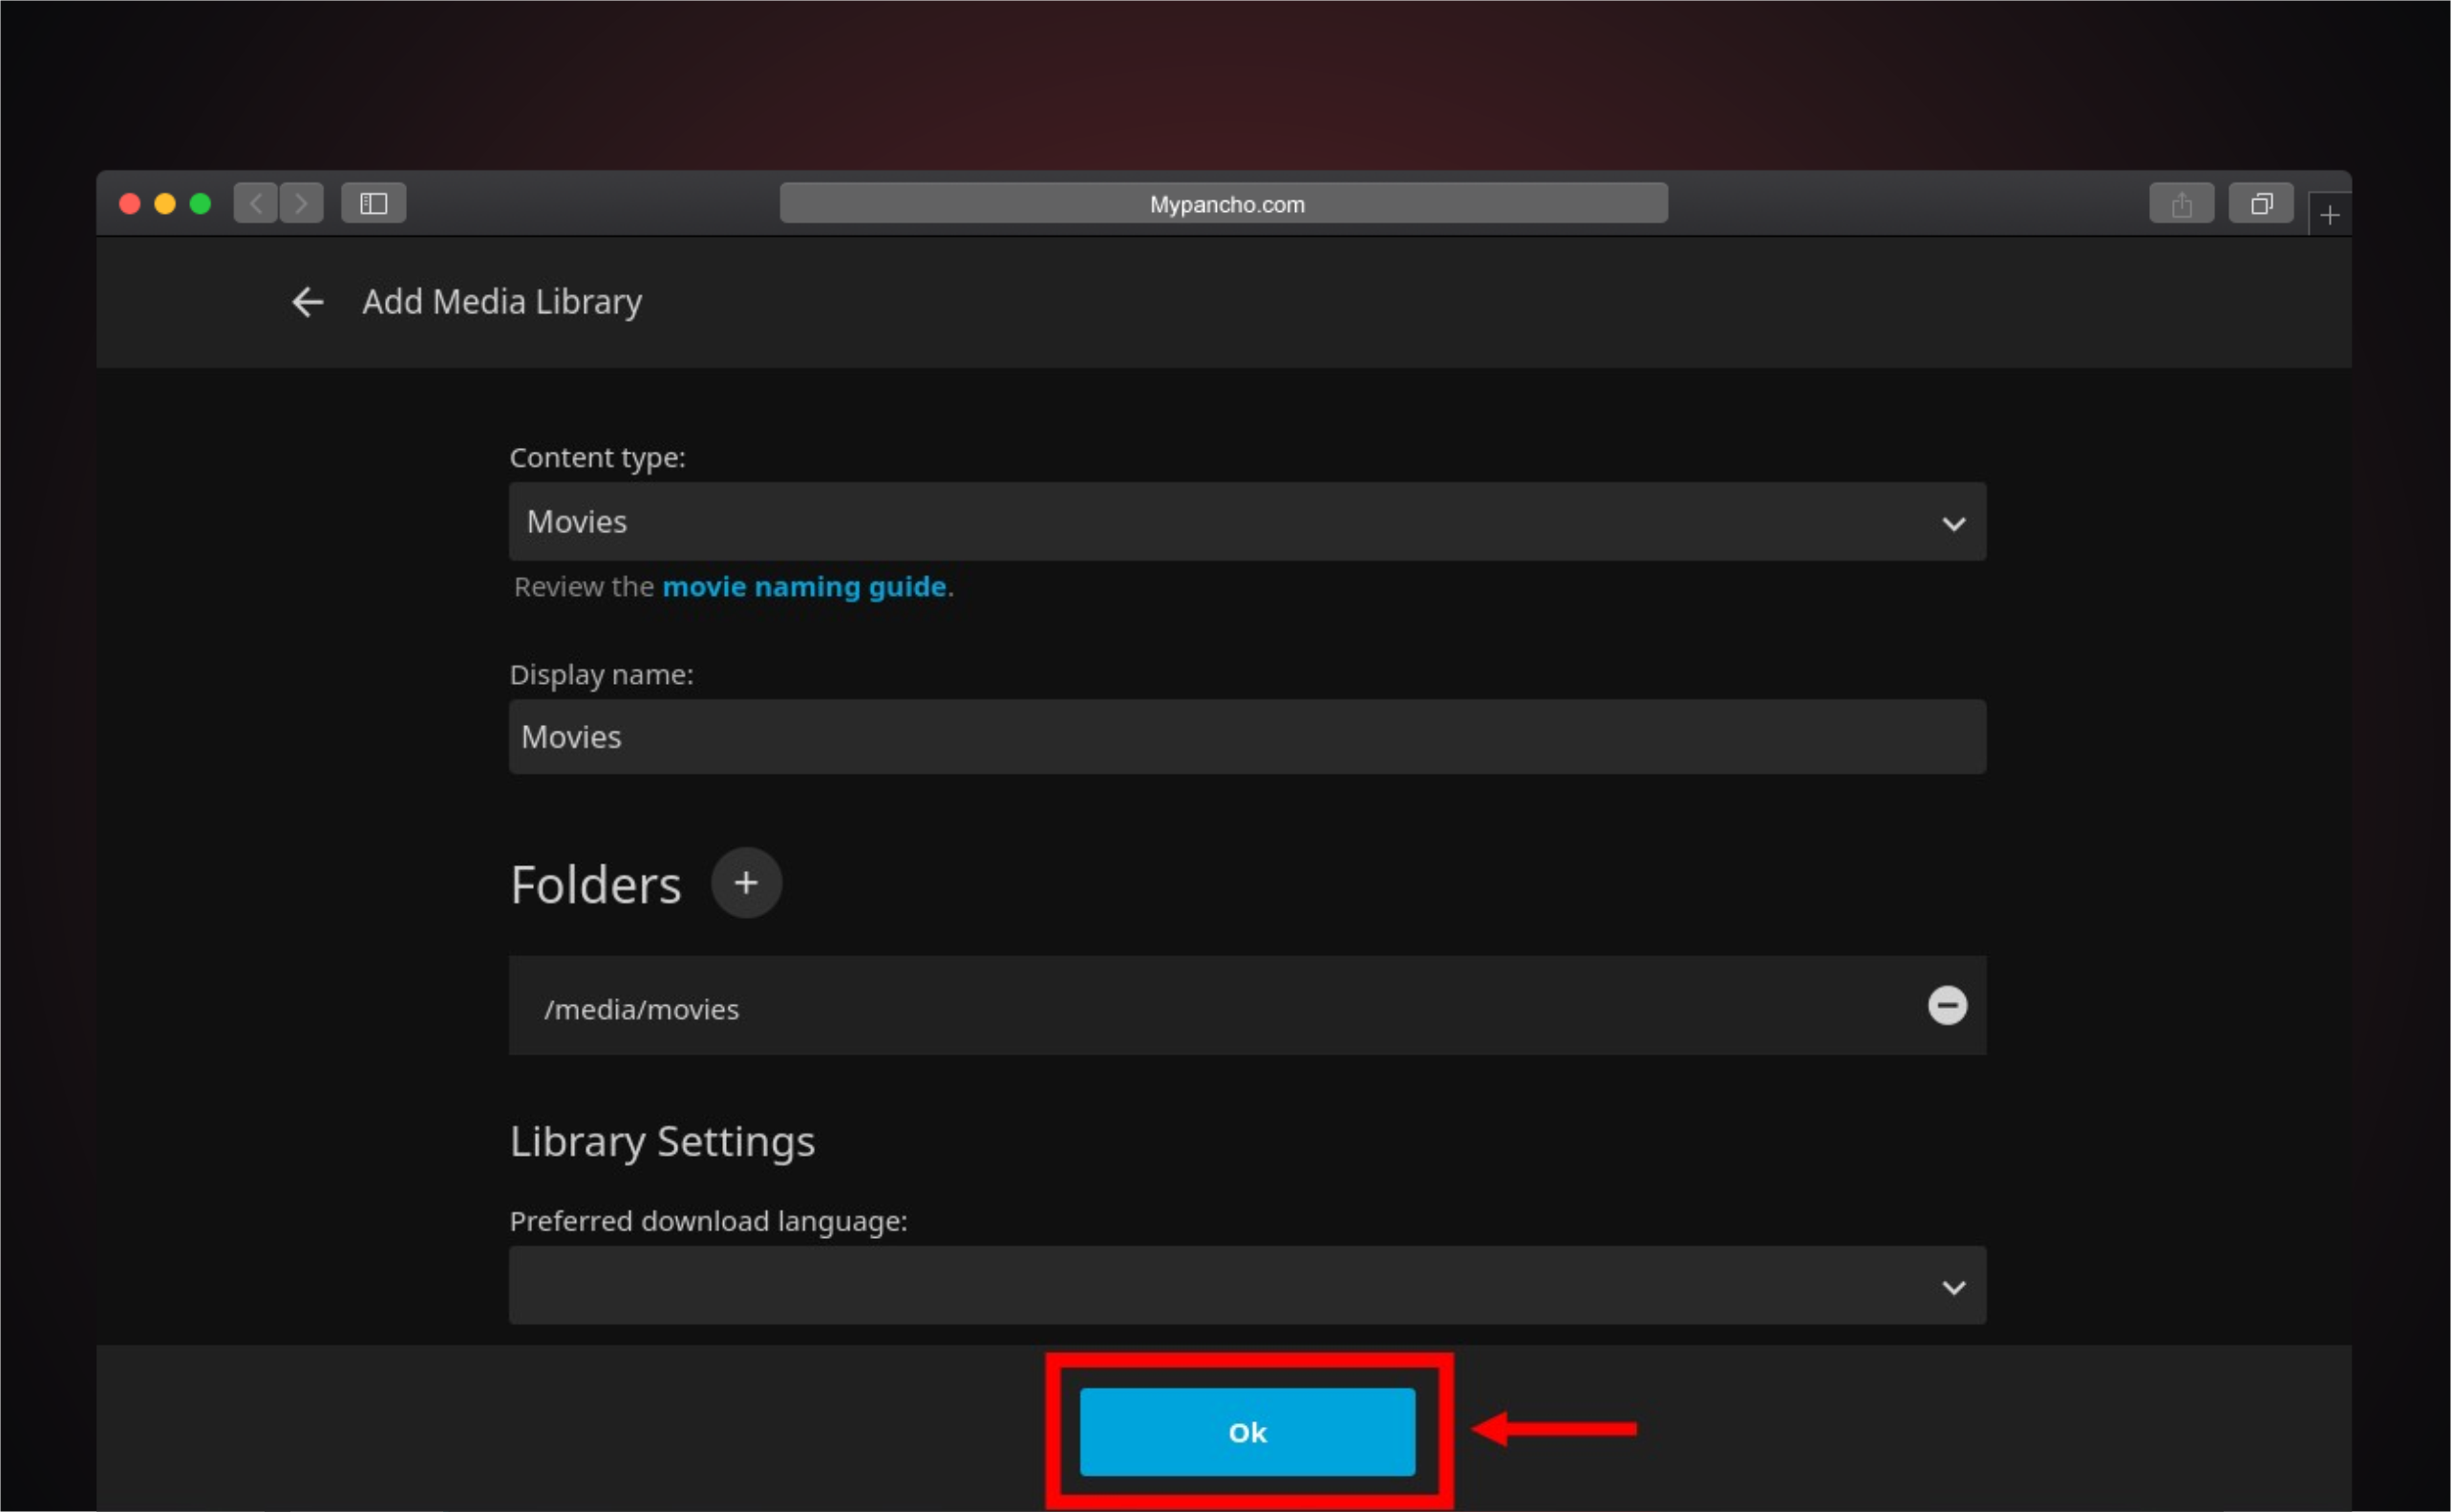 Mypancho.com
Add Media Library
Content type:
Movies
Review the movie naming guide.
Display name:
Movies
Folders
/media/movies
Library Settings
Preferred download language:
Ok